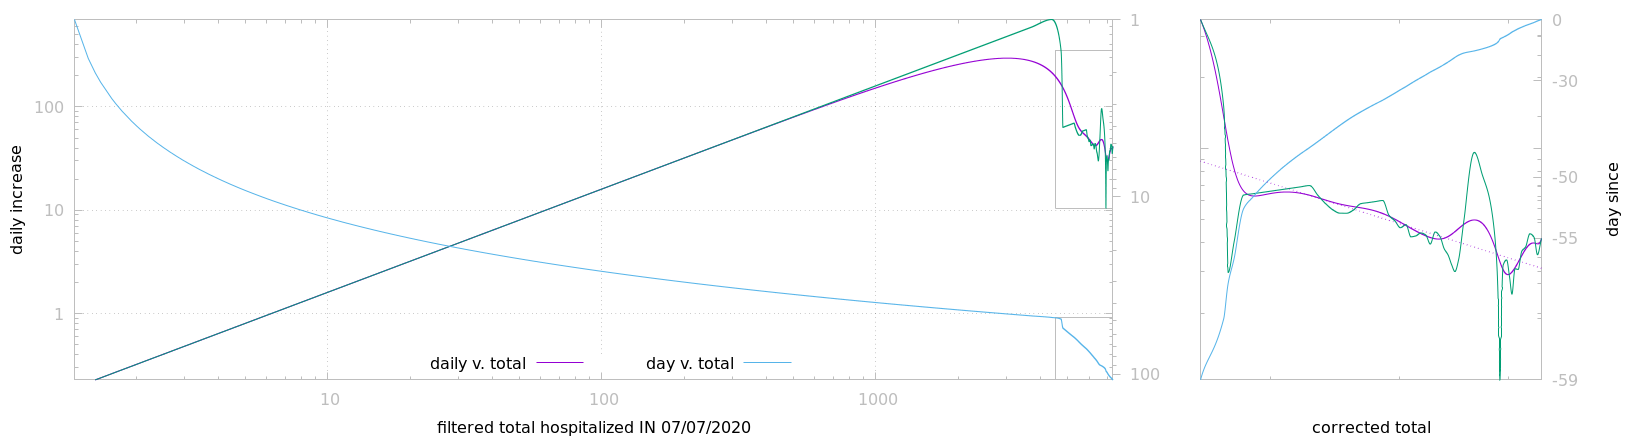 daily increase
100
10
1
10
100
1000
filtered total hospitalized IN 07/07/2020
daily v. total
day v. total
1
10
100
corrected total
0
-30
-50
-55
-59
day since